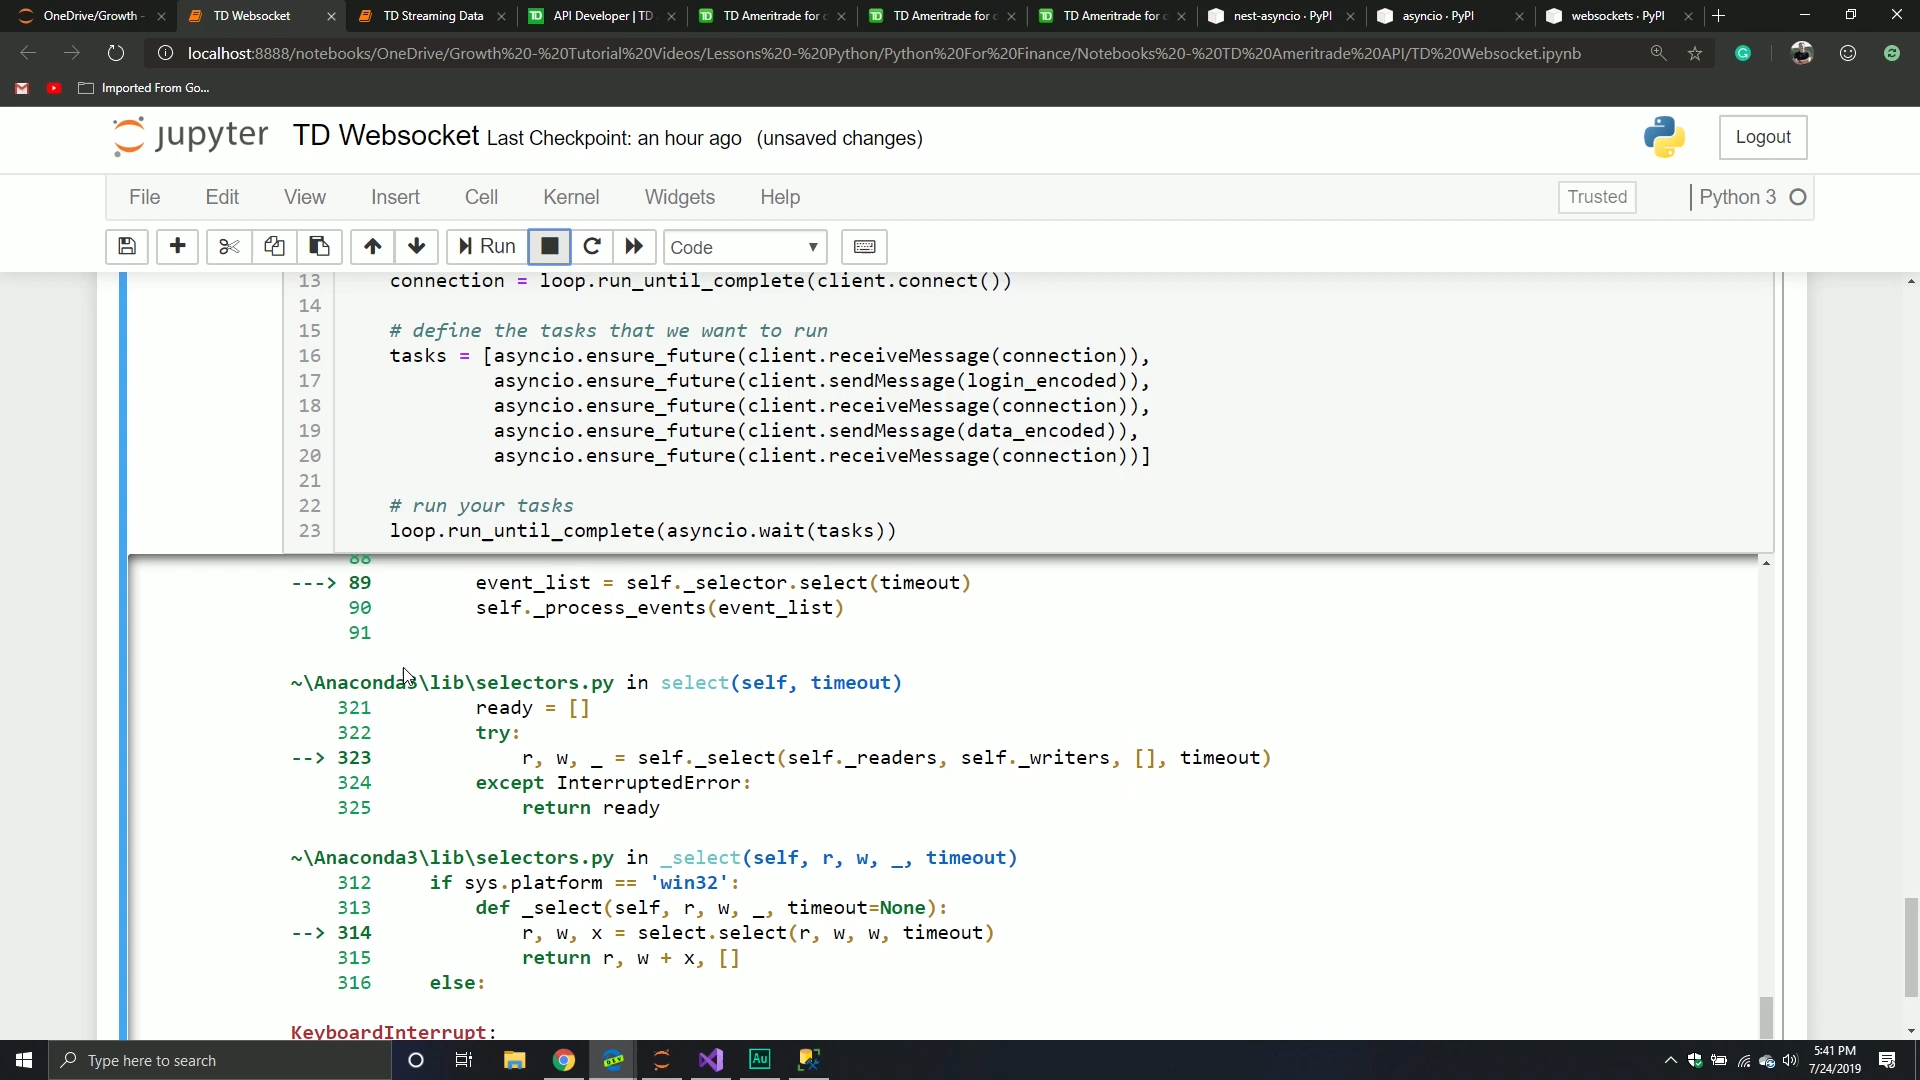 OneDrive/Growth -
TD Websocket
TD Streaming Data
API Developer | TD
TD Ameritrade for
TD Ameritrade for
TD Ameritrade for
nest-asyncio · PyPI
asyncio · PyPI
websockets · PyPI
localhost:8888/notebooks/OneDrive/Growth%20-%20Tutorial%20Videos/Lessons%20-%20Python/Python%20For%20Finance/Notebooks%20-%20TD%20Ameritrade%20API/TD%20Websocket.ipynb
Imported From Go...
jupyter TD Websocket Last Checkpoint: an hour ago (unsaved changes)
Logout
File Edit View Insert Cell Kernel Widgets Help
Trusted
Python 3
Run
Code
13 connection = loop.run_until_complete(client.connect())
14
15 # define the tasks that we want to run
16 tasks = [asyncio.ensure_future(client.receiveMessage(connection)),
17 asyncio.ensure_future(client.sendMessage(login_encoded)),
18 asyncio.ensure_future(client.receiveMessage(connection)),
19 asyncio.ensure_future(client.sendMessage(data_encoded)),
20 asyncio.ensure_future(client.receiveMessage(connection))]
21
22 # run your tasks
23 loop.run_until_complete(asyncio.wait(tasks))
88
---> 89 event_list = self._selector.select(timeout)
90 self._process_events(event_list)
91
~\Anaconda3\lib\selectors.py in select(self, timeout)
321 ready = []
322 try:
--> 323 r, w, _ = self._select(self._readers, self._writers, [], timeout)
324 except InterruptedError:
325 return ready
~\Anaconda3\lib\selectors.py in _select(self, r, w, _, timeout)
312 if sys.platform == 'win32':
313 def _select(self, r, w, _, timeout=None):
--> 314 r, w, x = select.select(r, w, w, timeout)
315 return r, w + x, []
316 else:
KeyboardInterrupt:
Type here to search
DEV
Au
5:41 PM
7/24/2019